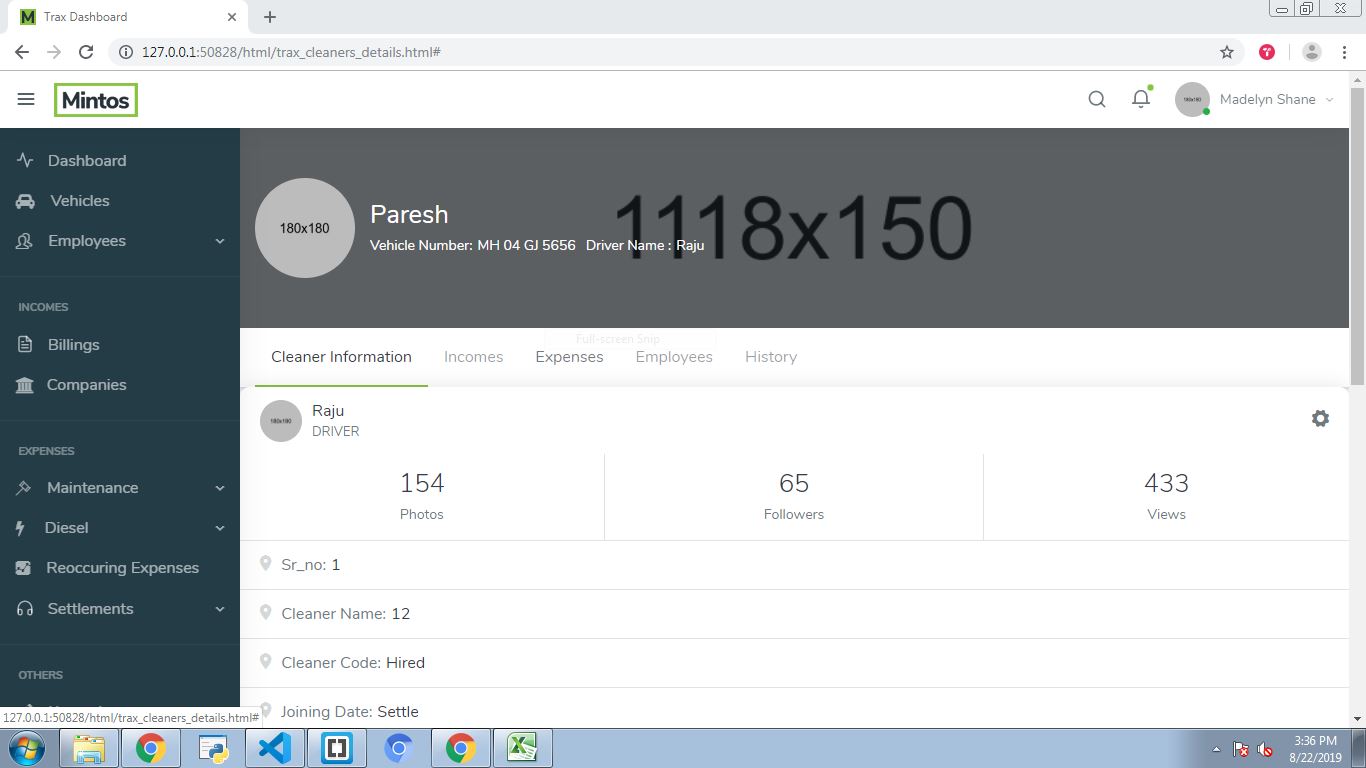 Trax Dashboard
127.0.0.1:50828/html/trax_cleaners_details.html#
Mintos
180x180
Madelyn Shane
Dashboard
Vehicles
Employees
INCOMES
Billings
Companies
EXPENSES
Maintenance
Diesel
Reoccuring Expenses
Settlements
OTHERS
127.0.0.1:50828/html/trax_cleaners_details.html#
180x180
1118x150
Paresh
Vehicle Number: MH 04 GJ 5656 Driver Name : Raju
Full-screen Snip
Cleaner Information Incomes Expenses Employees History
180x180
Raju
DRIVER
154 65 433
Photos Followers Views
Sr_no: 1
Cleaner Name: 12
Cleaner Code: Hired
Joining Date: Settle
3:36 PM
8/22/2019